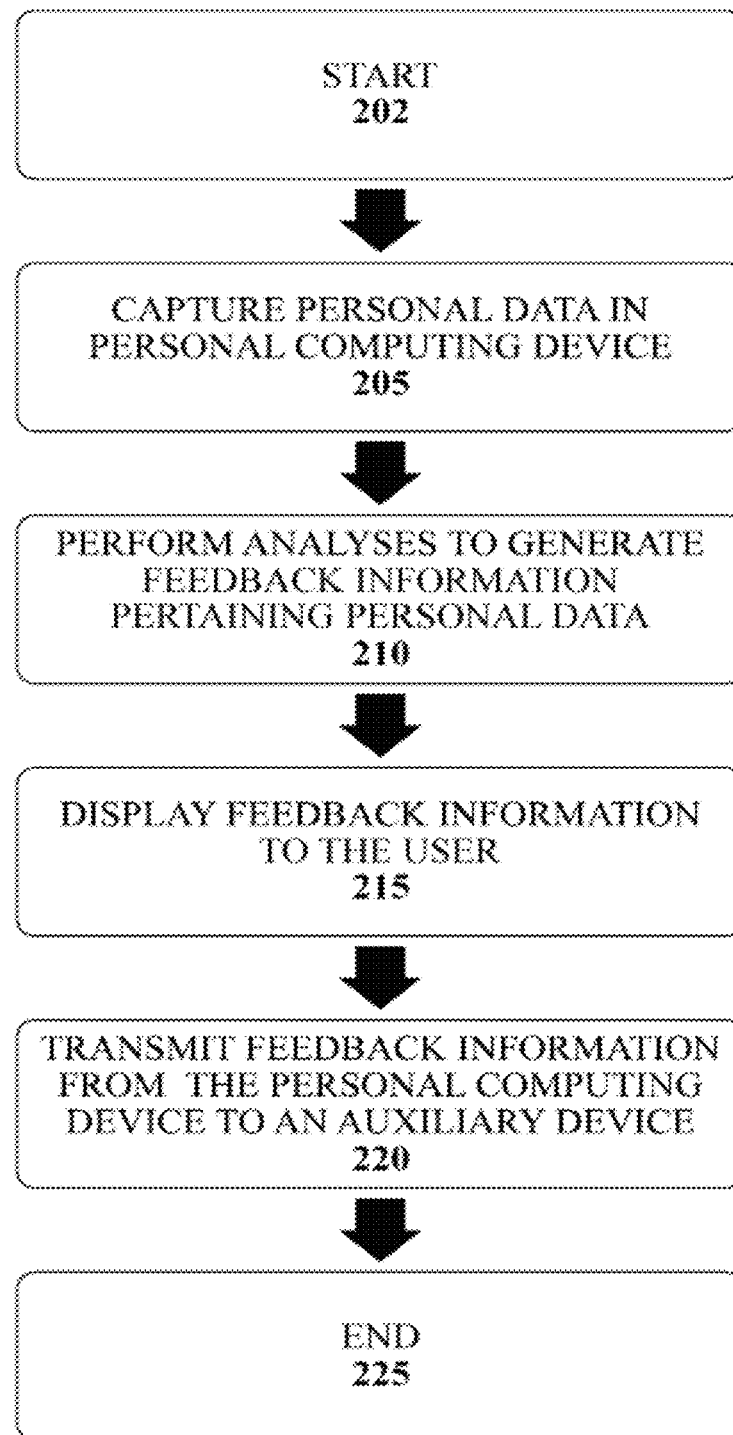 START
202
CAPTURE PERSONAL DATA IN
PERSONAL COMPUTING DEVICE
205
PERFORM ANALYSES TO GENERATE
FEEDBACK INFORMATION
PERTAINING PERSONAL DATA
210
DISPLAY FEEDBACK INFORMATION
TO THE USER
215
TRANSMIT FEEDBACK INFORMATION
FROM THE PERSONAL COMPUTING
DEVICE TO AN AUXILIARY DEVICE
220
END
225